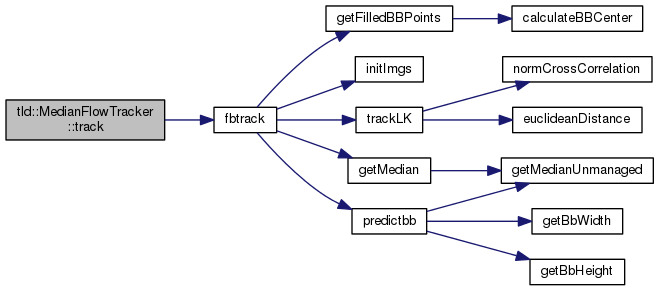 tld::MedianFlowTracker
::track
fbtrack
getFilledBBPoints
initImgs
trackLK
getMedian
predictbb
calculateBBCenter
normCrossCorrelation
euclideanDistance
getMedianUnmanaged
getBbWidth
getBbHeight